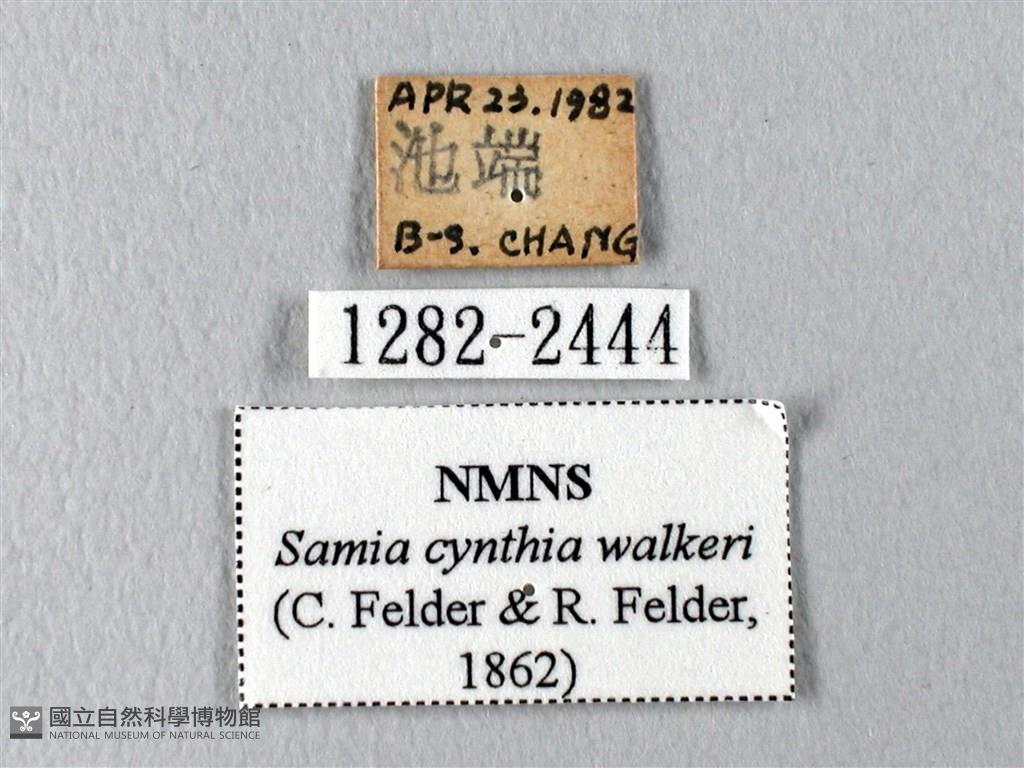 APR 23.1982
池端
B-S. CHANG
1282-2444
NMNS
Samia cynthia walkeri
(C. Felder & R. Felder,
1862)
國立自然科學博物館
NATIONAL MUSEUM OF NATURAL SCIENCE